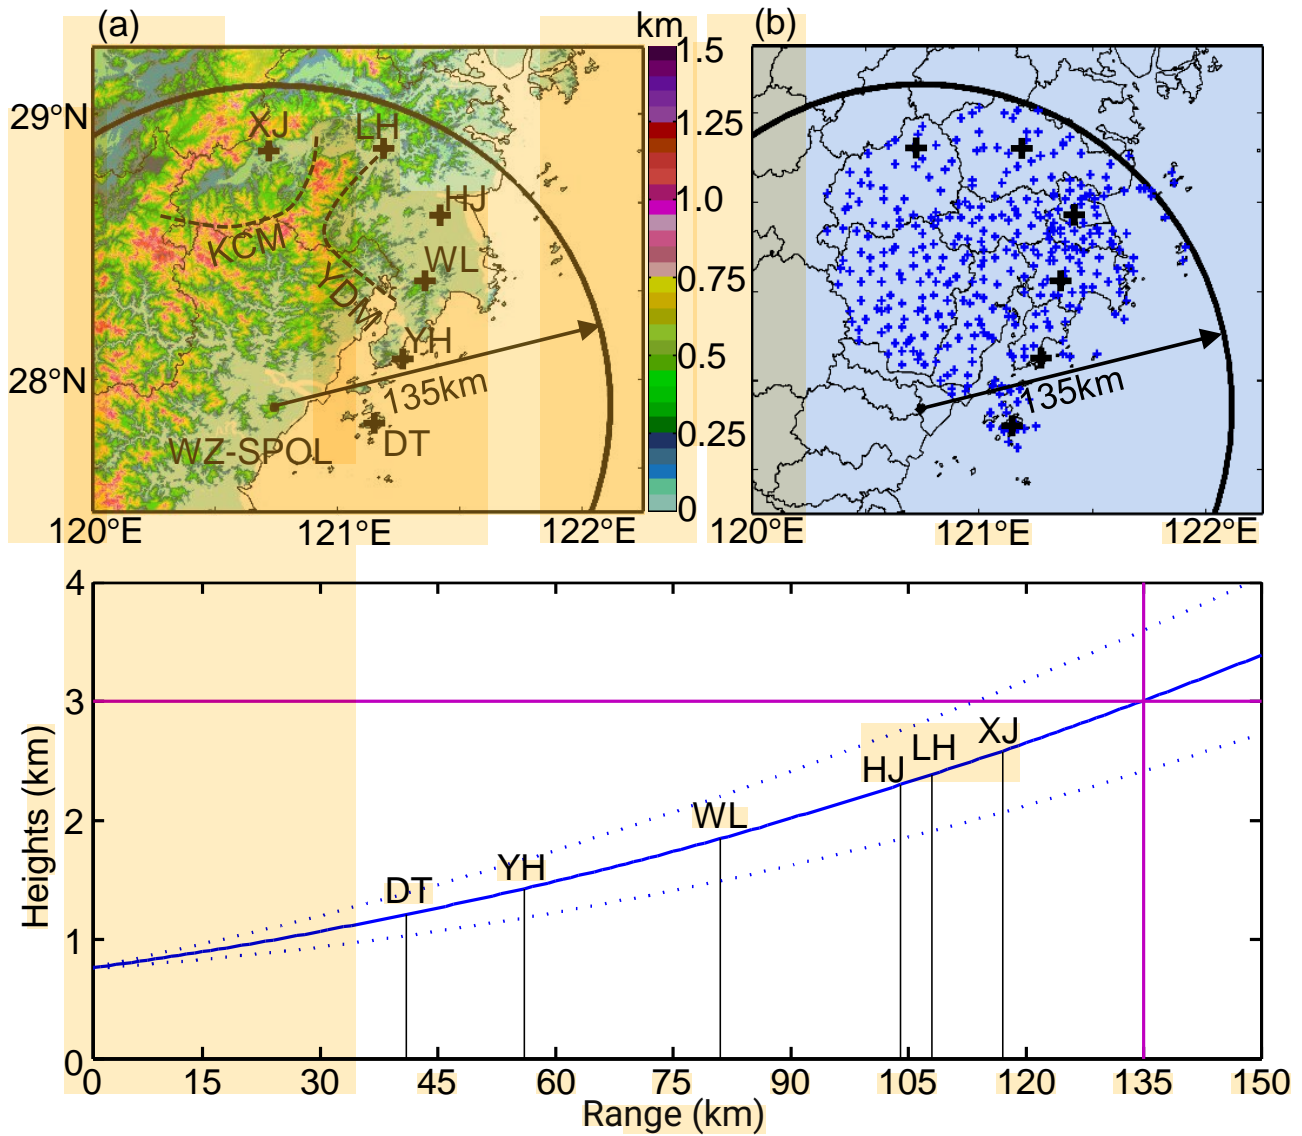 (a)
km
(b)
1.5
29°N
XJ
LH
1.25
HJ
1.0
KCM
WL
YDM
0.75
YH
0.5
28°N
135km
135km
WZ-SPOL
DT
0.25
0
120°E
121°E
122°E
120°E
121°E
122°E
4
3
XJ
LH
HJ
Heights (km)
2
WL
YH
DT
1
0
0
15
30
45
60
75
90
105
120
135
150
Range (km)